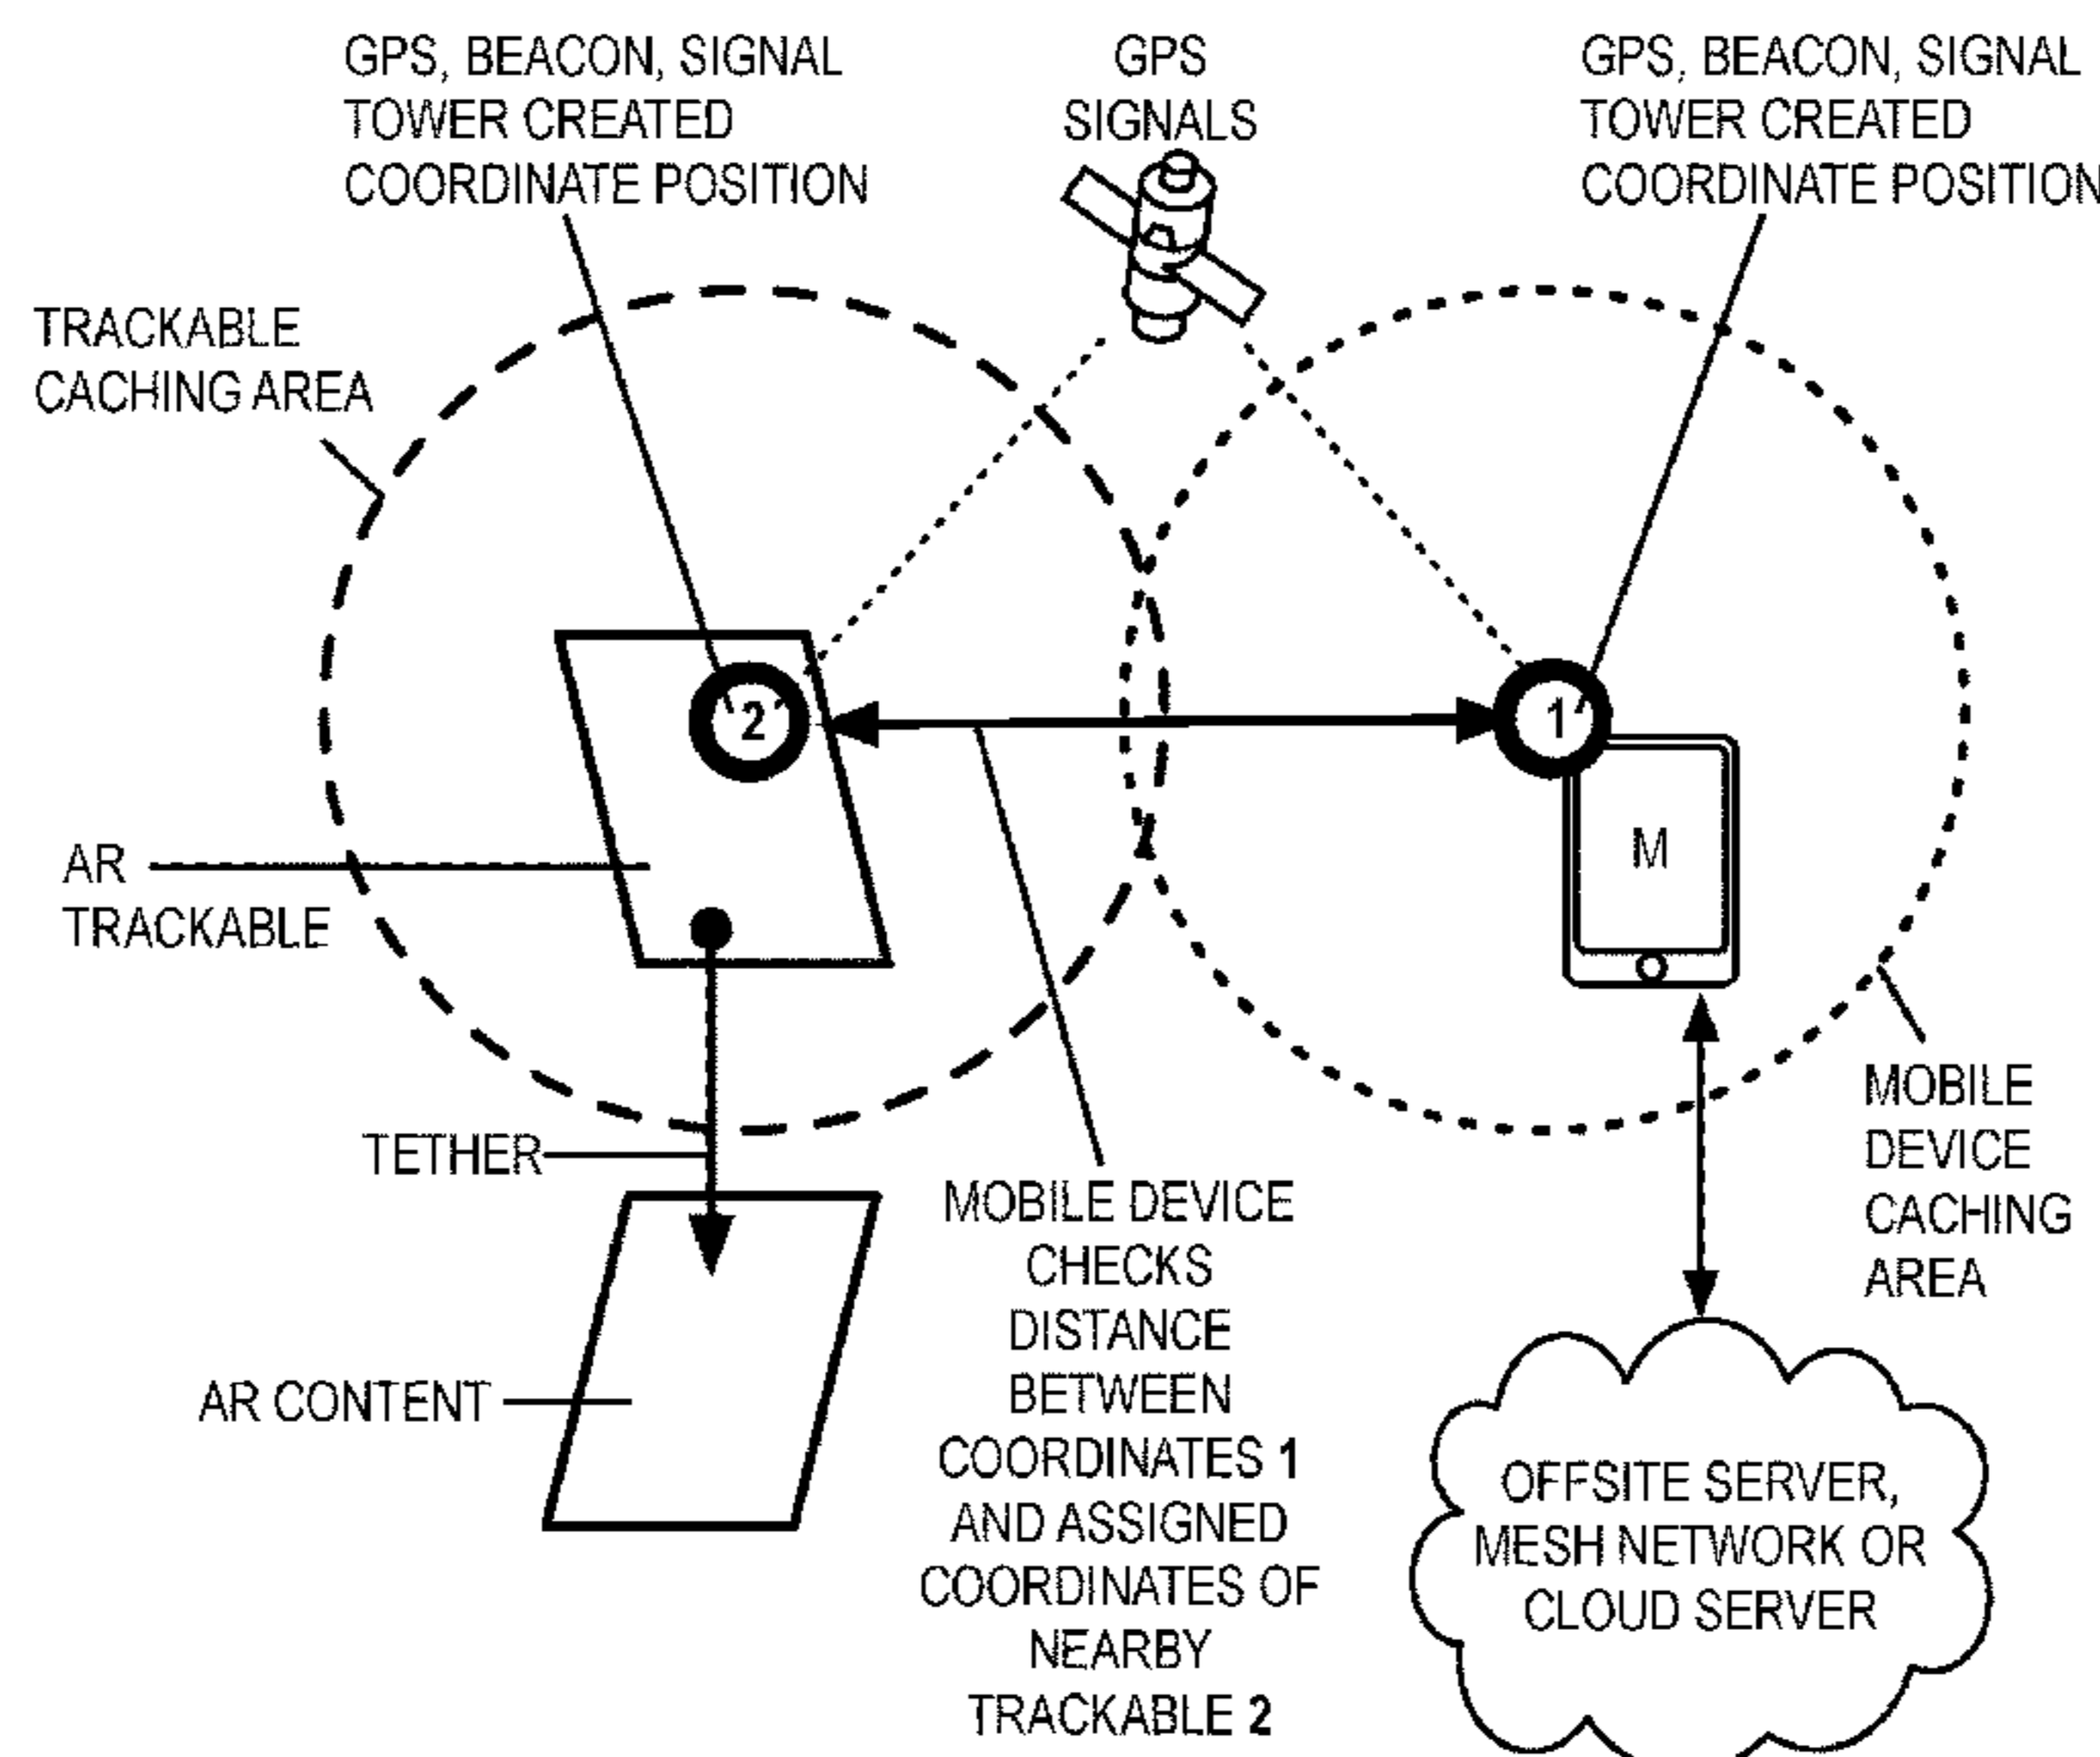 GPS, BEACON, SIGNAL
TOWER CREATED
COORDINATE POSITION
GPS
SIGNALS
GPS, BEACON, SIGNAL
TOWER CREATED
COORDINATE POSITION
TRACKABLE
CACHING AREA
2
1
M
AR
TRACKABLE
TETHER
AR CONTENT
MOBILE DEVICE
CHECKS
DISTANCE
BETWEEN
COORDINATES 1
AND ASSIGNED
COORDINATES OF
NEARBY
TRACKABLE 2
MOBILE
DEVICE
CACHING
AREA
OFFSITE SERVER,
MESH NETWORK OR
CLOUD SERVER